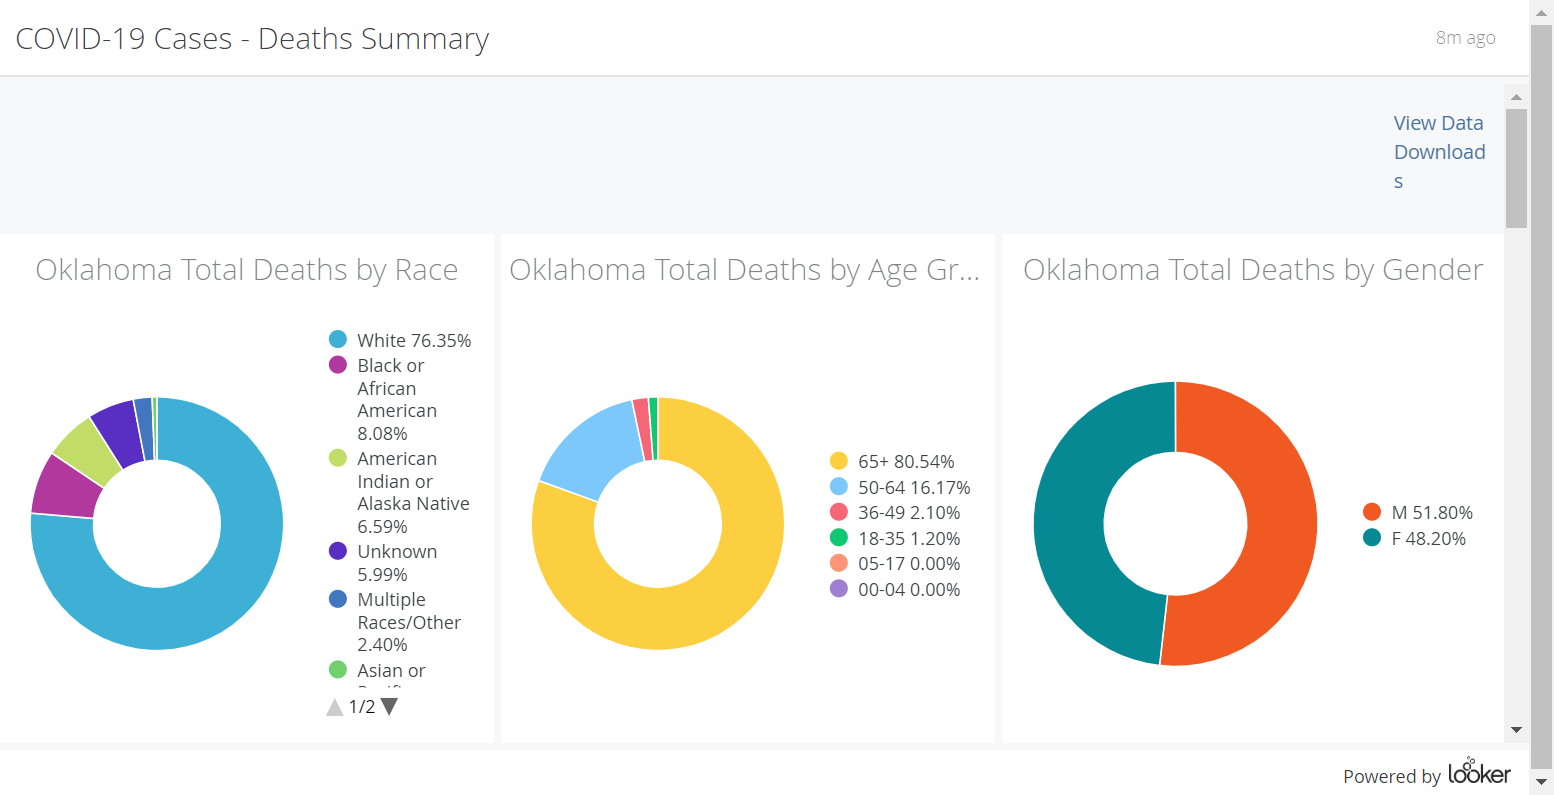 COVID-19 Cases - Deaths Summary
8m ago
View Data
Download
s
Oklahoma Total Deaths by Race
White 76.35%
Black or
African
American
8.08%
American
Indian or
Alaska Native
6.59%
Unknown
5.99%
Multiple
Races/Other
2.40%
Asian or
1/2
Oklahoma Total Deaths by Age Gr...
65+ 80.54%
50-64 16.17%
36-49 2.10%
18-35 1.20%
05-17 0.00%
00-04 0.00%
Oklahoma Total Deaths by Gender
M 51.80%
F 48.20%
Powered by looker